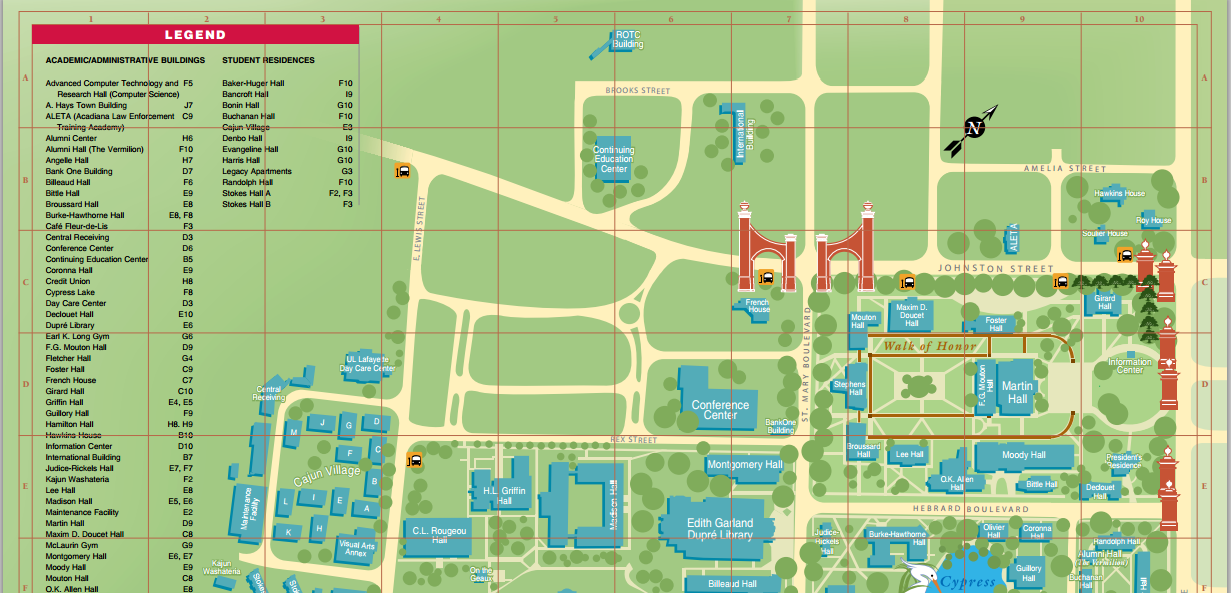 1 2 3 4 5 6 7 8 9 10
LEGEND
ACADEMIC/ADMINISTRATIVE BUILDINGS
Advanced Computer Technology and F5
Research Hall (Computer Science)
A. Hays Town Building J7
ALETA (Acadiana Law Enforcement C9
Training Academy)
Alumni Center H6
Alumni Hall (The Vermilion) F10
Angelle Hall H7
Bank One Building D7
Billeaud Hall F6
Bittle Hall E9
Broussard Hall E8
Burke-Hawthorne Hall E8, F8
Café Fleur-de-Lis F3
Central Receiving D3
Conference Center D6
Continuing Education Center B5
Coronna Hall E9
Credit Union H8
Cypress Lake F8
Day Care Center D3
Declouet Hall E10
Dupré Library E6
Earl K. Long Gym G6
F.G. Mouton Hall D9
Fletcher Hall G4
Foster Hall C9
French House C7
Girard Hall C10
Griffin Hall E4, E5
Guillory Hall F9
Hamilton Hall H8, H9
Hawkins House B10
Information Center D10
International Building B7
Judice-Rickels Hall E7, F7
Kajun Washateria F2
Lee Hall E8
Madison Hall E5, E6
Maintenance Facility E2
Martin Hall D9
Maxim D. Doucet Hall C8
McLaurin Gym G9
Montgomery Hall E6, E7
Moody Hall E9
Mouton Hall C8
O.K. Allen Hall E8
STUDENT RESIDENCES
Baker-Huger Hall F10
Bancroft Hall I9
Bonin Hall G10
Buchanan Hall F10
Cajun Village E3
Denbo Hall I9
Evangeline Hall G10
Harris Hall G10
Legacy Apartments G3
Randolph Hall F10
Stokes Hall A F2, F3
Stokes Hall B F3
A
B
C
D
E
F
A
B
C
D
E
F
ROTC
Building
BROOKS STREET
International
Building
Continuing
Education
Center
N
AMELIA STREET
Hawkins House
Roy House
Soulier House
ALETA
E. LEWIS STREET
JOHNSTON STREET
French
House
Mouton
Hall
Maxim D.
Doucet
Hall
Foster
Hall
Girard
Hall
ST. MARY BOULEVARD
Walk of Honor
Information
Center
UL Lafayette
Day Care Center
Central
Receiving
Conference
Center
BankOne
Building
Stephens
Hall
F.G. Mouton
Hall
Martin
Hall
REX STREET
M
J
G
D
F
C
Cajun Village
B
L
I
E
A
K
H
Maintenance
Facility
Visual Arts
Annex
Kajun
Washateria
H.L. Griffin
Hall
Madison Hall
C.L. Rougeou
Hall
On the
Geaux
Montgomery Hall
Edith Garland
Dupré Library
Billeaud Hall
Broussard
Hall
Lee Hall
O.K. Allen
Hall
Moody Hall
Bittle Hall
President's
Residence
Declouet
Hall
HEBRARD BOULEVARD
Judice-
Rickels
Hall
Burke-Hawthorne
Hall
Olivier
Hall
Coronna
Hall
Randolph Hall
Alumni Hall
(The Vermilion)
Guillory
Hall
Buchanan
Hall
Hall
Cypress